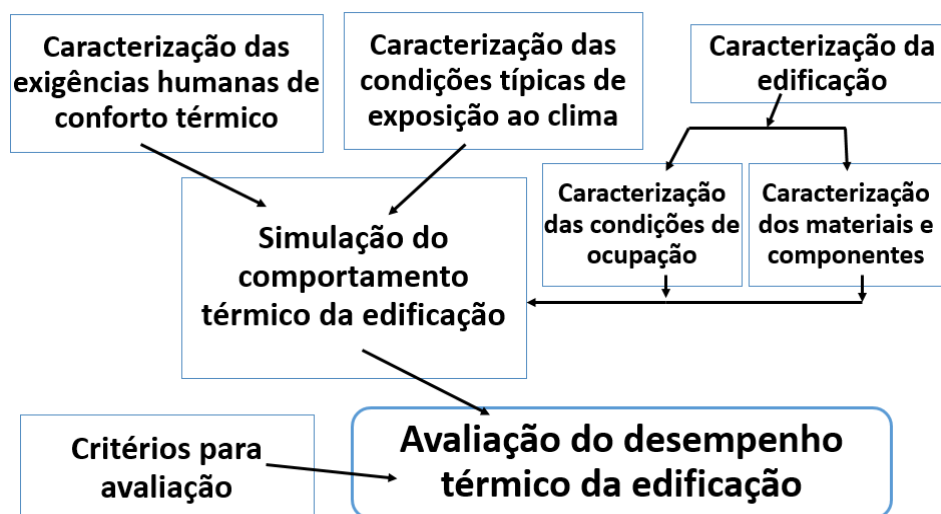 Caracterização das
exigências humanas de
conforto térmico
Caracterização das
condições típicas de
exposição ao clima
Caracterização da
edificação
Caracterização
das condições de
ocupação
Caracterização
dos materiais e
componentes
Simulação do
comportamento
térmico da edificação
Critérios para
avaliação
Avaliação do desempenho
térmico da edificação